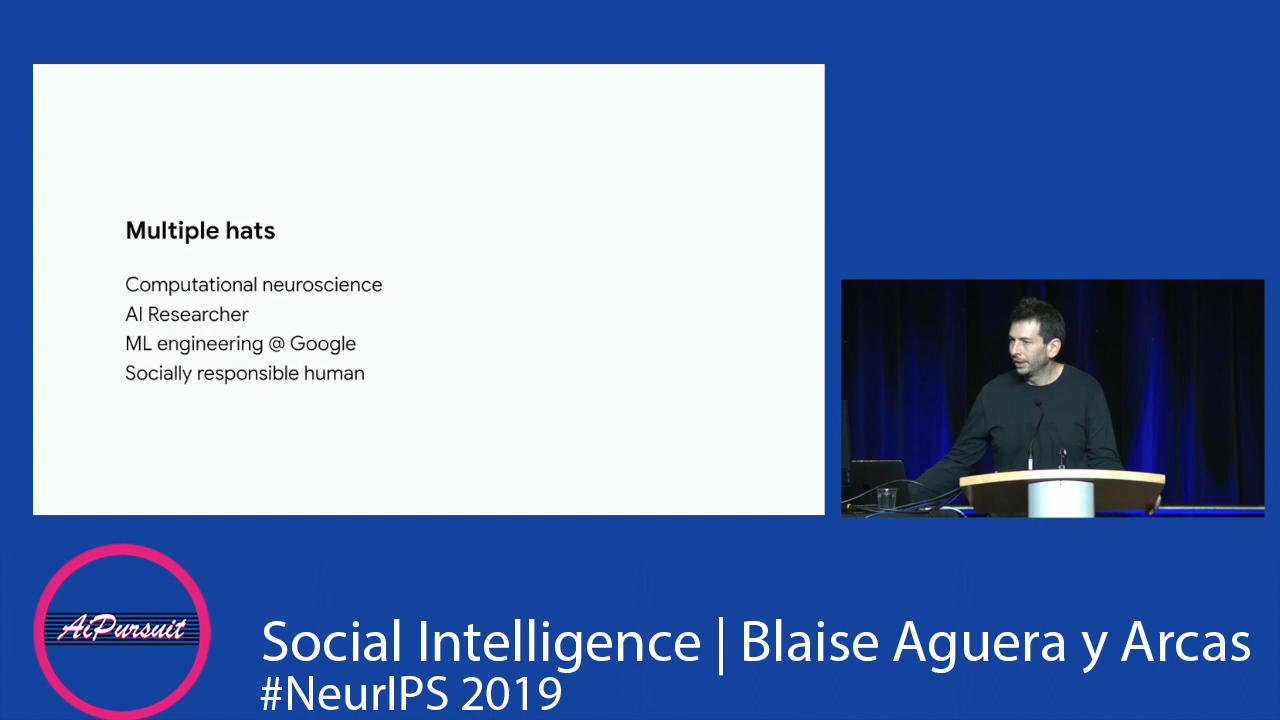 Multiple hats
Computational neuroscience
AI Researcher
ML engineering @ Google
Socially responsible human
AiPursuit
Social Intelligence | Blaise Aguera y Arcas
#NeurIPS 2019